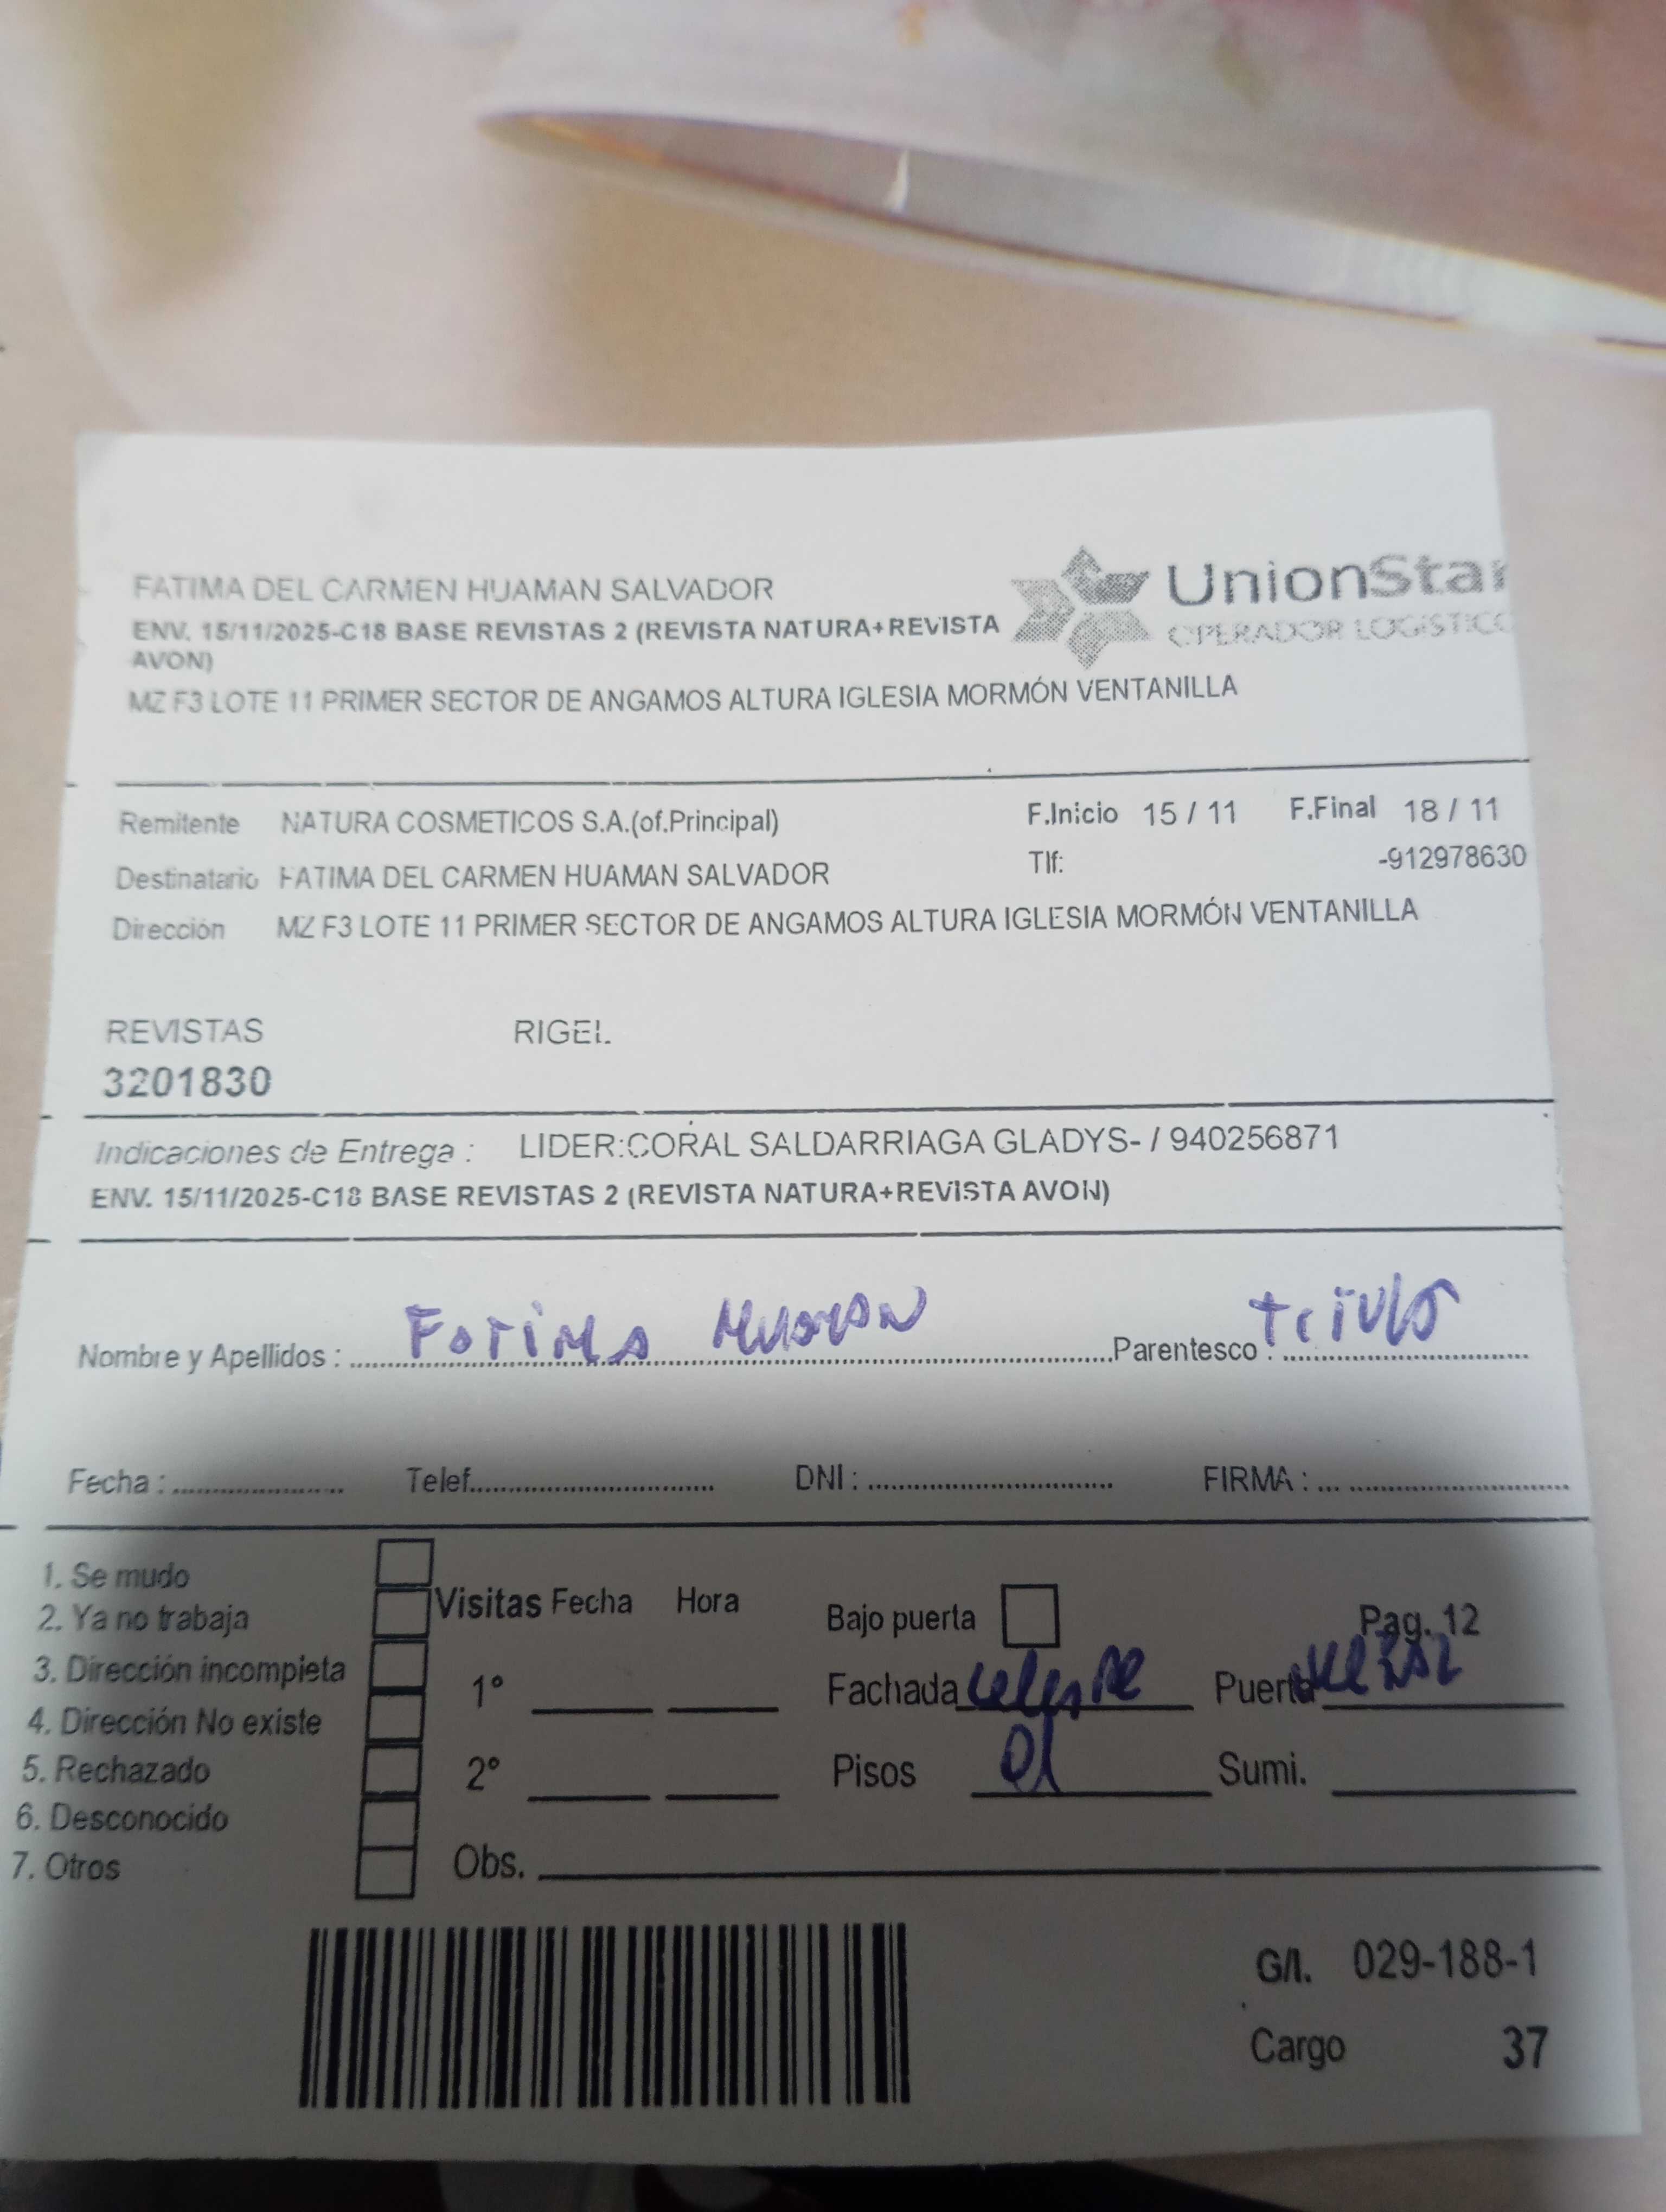 FATIMA DEL CARMEN HUAMAN SALVADOR
ENV. 15/11/2025-C18 BASE REVISTAS 2 (REVISTA NATURA+REVISTA
AVON)
MZ F3 LOTE 11 PRIMER SECTOR DE ANGAMOS ALTURA IGLESIA MORMÓN VENTANILLA
UnionStar
OPERADOR LOGISTICO
Remitente NATURA COSMETICOS S.A.(of.Principal) F.Inicio 15 / 11 F.Final 18 / 11
Destinatario FATIMA DEL CARMEN HUAMAN SALVADOR Tlf: -912978630
Dirección MZ F3 LOTE 11 PRIMER SECTOR DE ANGAMOS ALTURA IGLESIA MORMÓN VENTANILLA
REVISTAS RIGEL
3201830
Indicaciones de Entrega : LIDER:CORAL SALDARRIAGA GLADYS- / 940256871
ENV. 15/11/2025-C18 BASE REVISTAS 2 (REVISTA NATURA+REVISTA AVON)
Nombre y Apellidos : Fatima Huaman Parentesco :
Fecha : Telef. DNI : FIRMA :
1. Se mudo
2. Ya no trabaja
3. Dirección incompleta
4. Dirección No existe
5. Rechazado
6. Desconocido
7. Otros
Visitas Fecha Hora
1°
2°
Obs.
Bajo puerta Pag. 12
Fachada celeste Puerta
Pisos 01 Sumi.
G/I. 029-188-1
Cargo 37